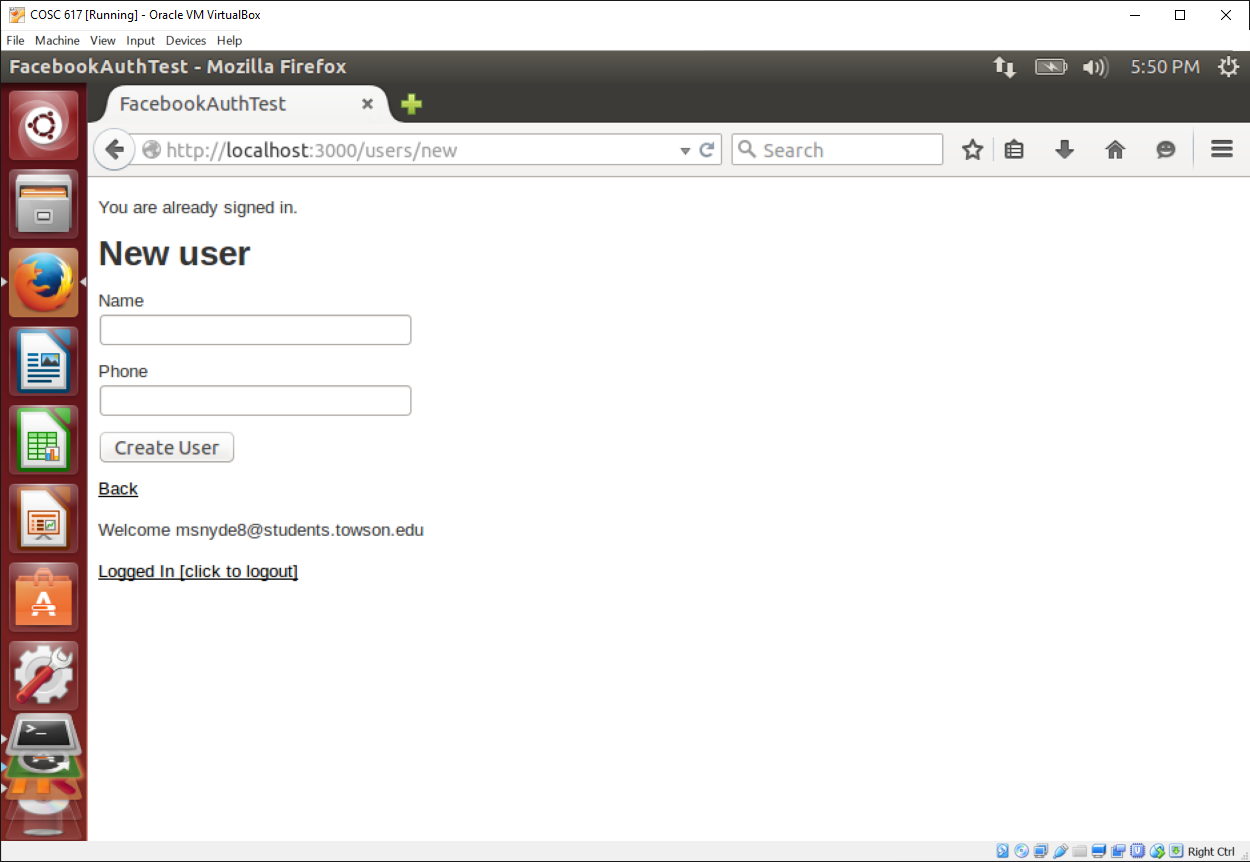 COSC 617 [Running] - Oracle VM VirtualBox
File Machine View Input Devices Help
FacebookAuthTest - Mozilla Firefox
5:50 PM
FacebookAuthTest
http://localhost:3000/users/new
Search
You are already signed in.
New user
Name
Phone
Create User
Back
Welcome msnyde8@students.towson.edu
Logged In [click to logout]
Right Ctrl